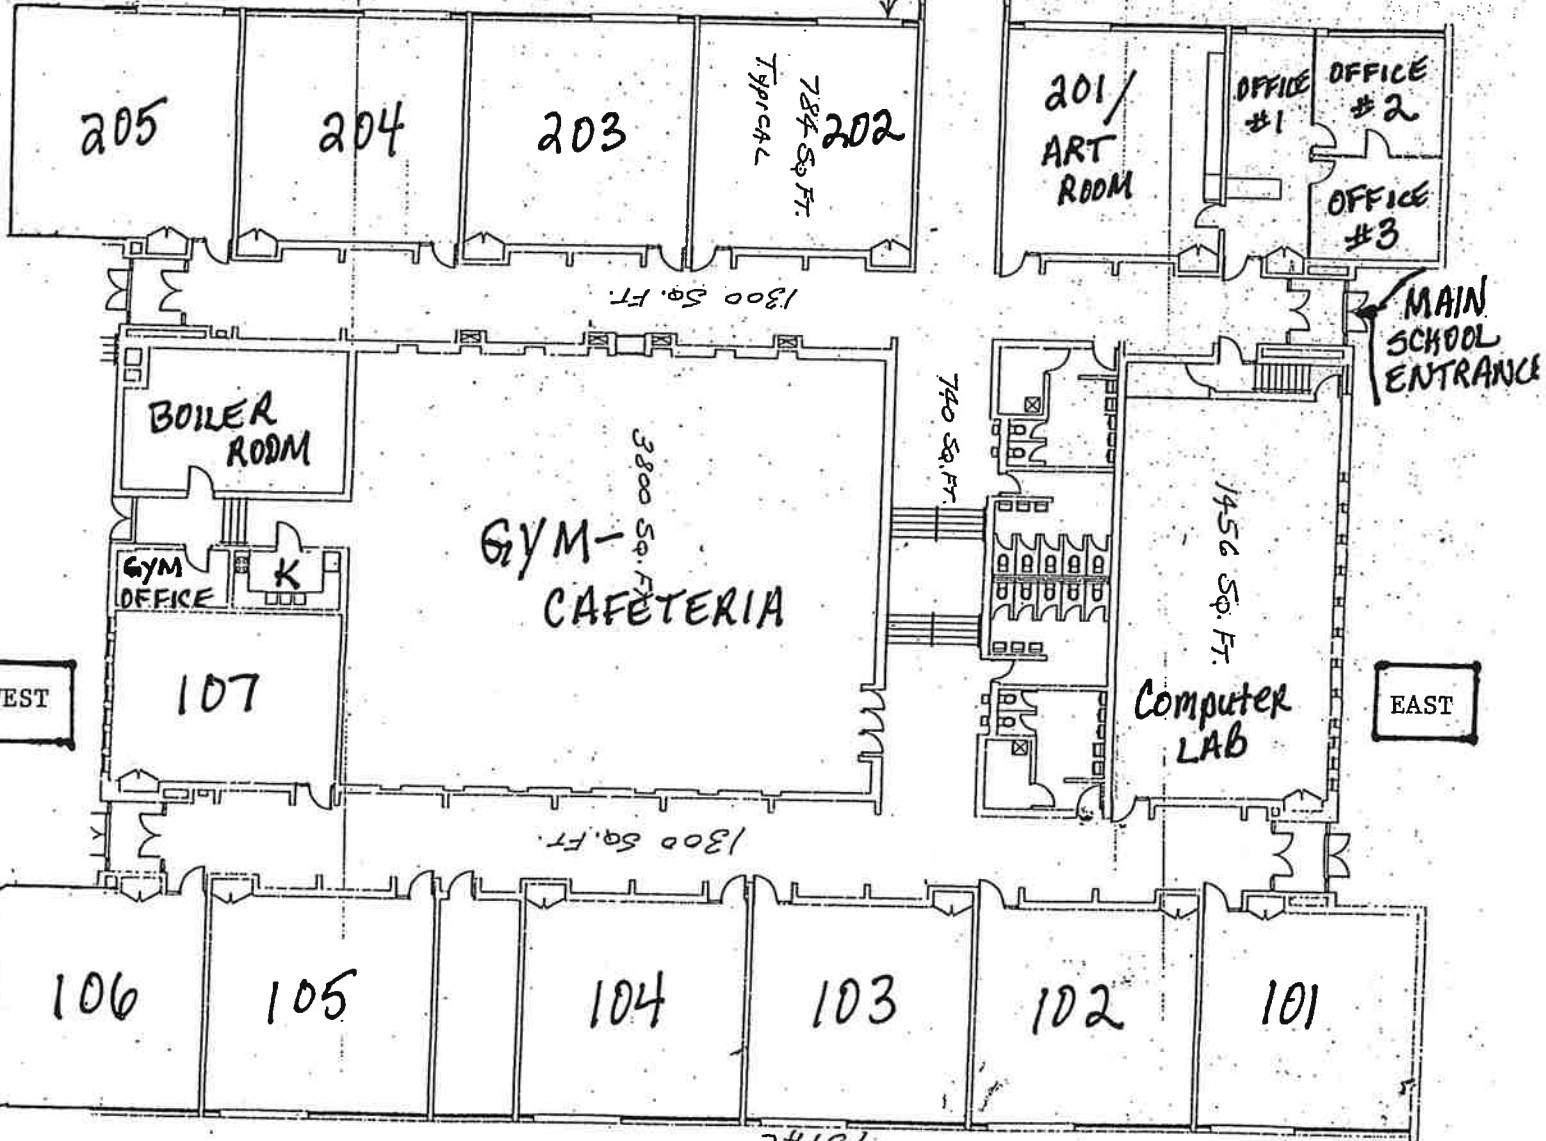 205
204
203
784 SQ FT.
TYPICAL
202
201/
ART
ROOM
OFFICE
#1
OFFICE
#2
OFFICE
#3
1300 SQ. FT.
MAIN
SCHOOL
ENTRANCE
BOILER
ROOM
3800 SQ. FT.
GYM-
CAFETERIA
740 SQ. FT.
1456 SQ. FT.
Computer
LAB
GYM
OFFICE
K
107
EAST
1300 SQ. FT.
106
105
104
103
102
101